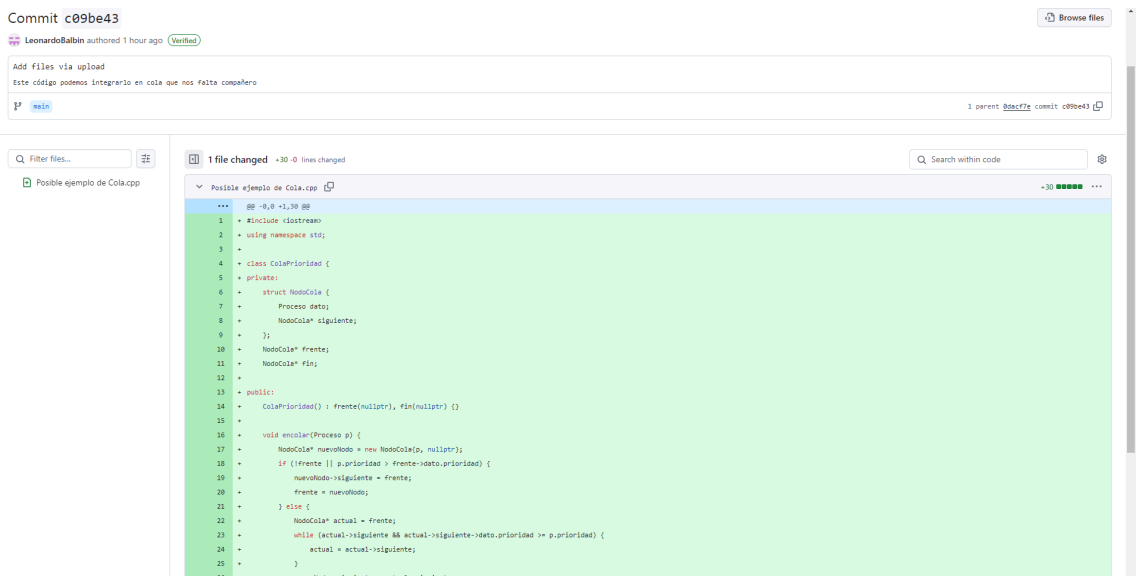 Commit c09be43
Browse files
LeonardoBalbin authored 1 hour ago Verified
Add files via upload
Este código podemos integrarlo en cola que nos falta compañero
main
1 parent 0dacf7e commit c09be43
Filter files...
Posible ejemplo de Cola.cpp
1 file changed +30 -0 lines changed
Search within code
Posible ejemplo de Cola.cpp
+30
@@ -0,0 +1,30 @@
1 + #include <iostream>
2 + using namespace std;
3 +
4 + class ColaPrioridad {
5 + private:
6 + struct NodoCola {
7 + Proceso dato;
8 + NodoCola* siguiente;
9 + };
10 + NodoCola* frente;
11 + NodoCola* fin;
12 +
13 + public:
14 + ColaPrioridad() : frente(nullptr), fin(nullptr) {}
15 +
16 + void encolar(Proceso p) {
17 + NodoCola* nuevoNodo = new NodoCola{p, nullptr};
18 + if (!frente || p.prioridad > frente->dato.prioridad) {
19 + nuevoNodo->siguiente = frente;
20 + frente = nuevoNodo;
21 + } else {
22 + NodoCola* actual = frente;
23 + while (actual->siguiente && actual->siguiente->dato.prioridad >= p.prioridad) {
24 + actual = actual->siguiente;
25 + }